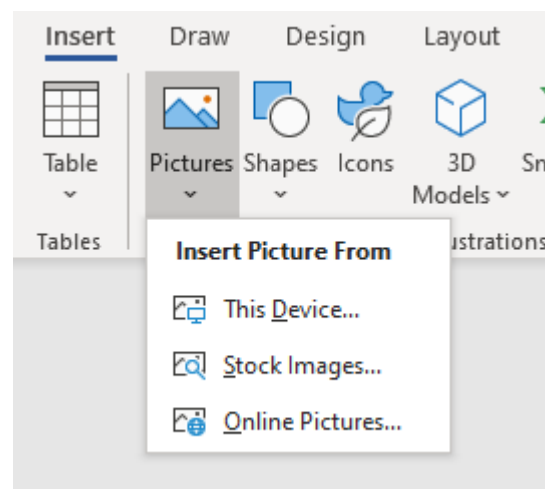 Insert Draw Design Layout
Table Pictures Shapes Icons 3D Models
Tables
Insert Picture From
This Device...
Stock Images...
Online Pictures...